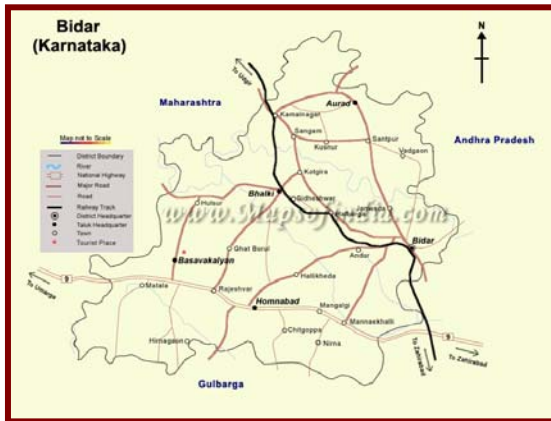 Bidar
(Karnataka)
N
To Udgir
Maharashtra
Kamalnagar
Aurad
Map not to Scale
Sangam
Kushur
Santpur
Vadgaon
Andhra Pradesh
District Boundary
River
National Highway
Major Road
Road
Railway Track
District Headquarter
Taluk Headquarter
Town
Tourist Place
Kutgira
Bhalki
Sidheshwar
Hulsur
Janwada
www.Mapsofindia.com
Bidar
Ghat Borul
Andur
Basavakalyan
Hallikheda
To Umarga
9
Matala
Rajeshvar
Homnabad
Mangalgi
Mannaekhalli
Chitgoppa
Hirnagaon
Nirna
9
To Zahirabad
To Zahirabad
Gulbarga